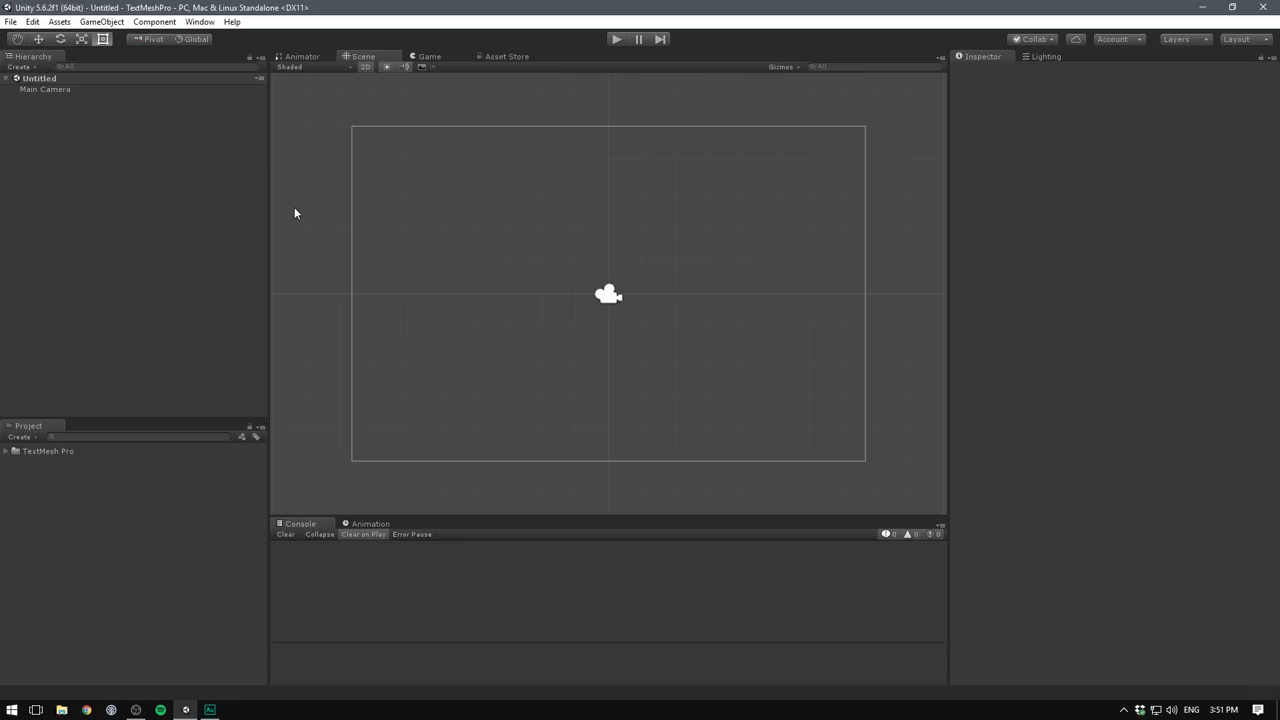 Unity 5.6.2f1 (64bit) - Untitled - TextMeshPro - PC, Mac & Linux Standalone <DX11>
File Edit Assets GameObject Component Window Help
Pivot Global Collab Account Layers Layout
Hierarchy Animator Scene Game Asset Store Inspector Lighting
Create All Shaded 2D Gizmos All
Untitled
Main Camera
Project
Create
TextMesh Pro
Console Animation
Clear Collapse Clear on Play Error Pause 0 0 0
Au ENG 3:51 PM